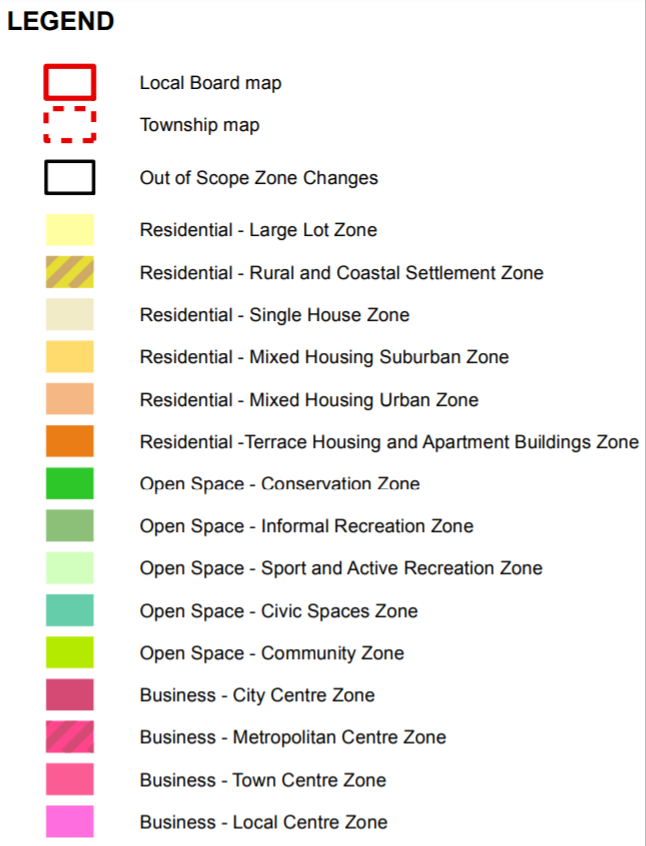 LEGEND
Local Board map
Township map
Out of Scope Zone Changes
Residential - Large Lot Zone
Residential - Rural and Coastal Settlement Zone
Residential - Single House Zone
Residential - Mixed Housing Suburban Zone
Residential - Mixed Housing Urban Zone
Residential -Terrace Housing and Apartment Buildings Zone
Open Space - Conservation Zone
Open Space - Informal Recreation Zone
Open Space - Sport and Active Recreation Zone
Open Space - Civic Spaces Zone
Open Space - Community Zone
Business - City Centre Zone
Business - Metropolitan Centre Zone
Business - Town Centre Zone
Business - Local Centre Zone